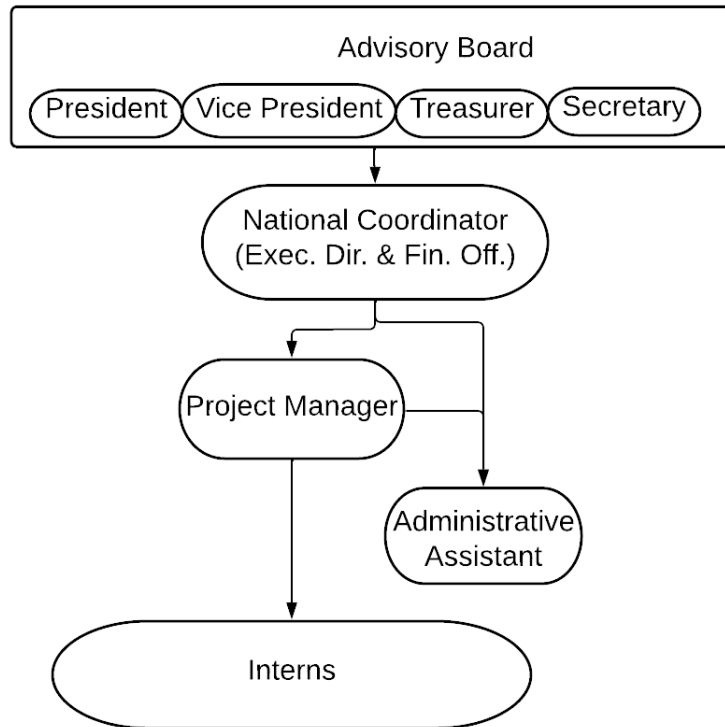 Advisory Board
President Vice President Treasurer Secretary
National Coordinator
(Exec. Dir. & Fin. Off.)
Project Manager
Administrative
Assistant
Interns